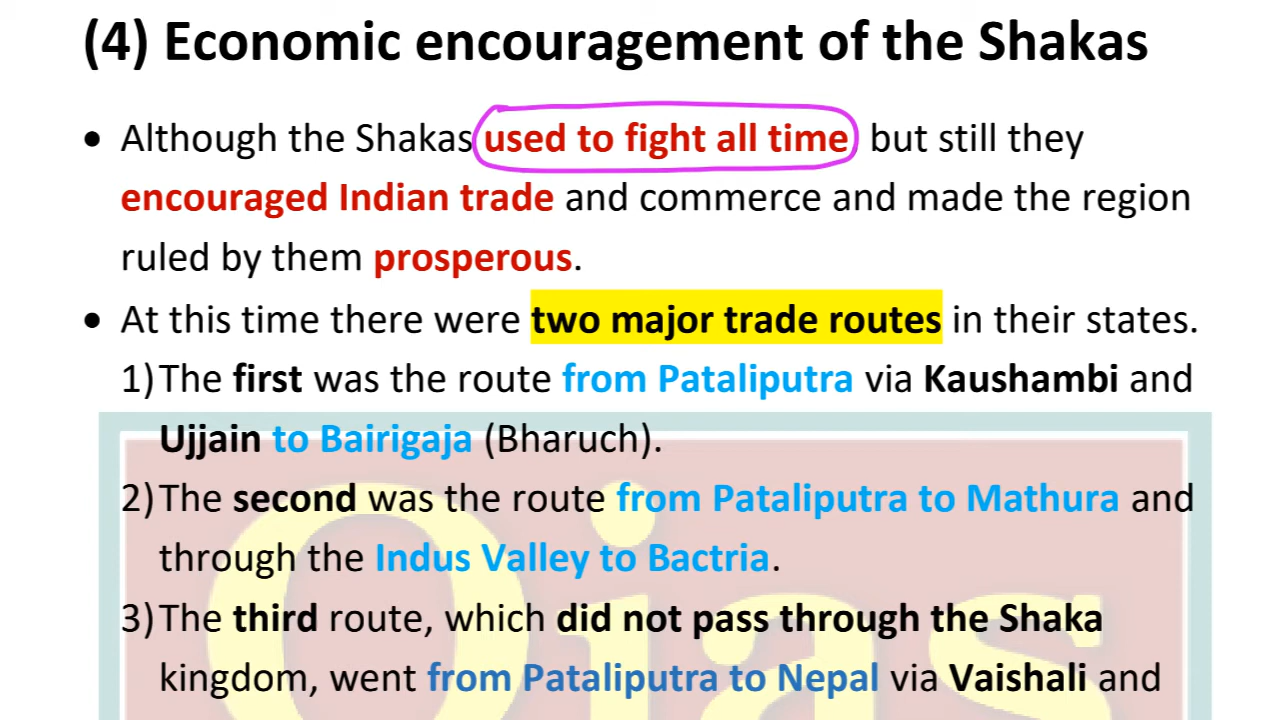 (4) Economic encouragement of the Shakas
• Although the Shakas used to fight all time but still they
encouraged Indian trade and commerce and made the region
ruled by them prosperous.
• At this time there were two major trade routes in their states.
1) The first was the route from Pataliputra via Kaushambi and
Ujjain to Bairigaja (Bharuch).
2) The second was the route from Pataliputra to Mathura and
through the Indus Valley to Bactria.
3) The third route, which did not pass through the Shaka
kingdom, went from Pataliputra to Nepal via Vaishali and
Ojas